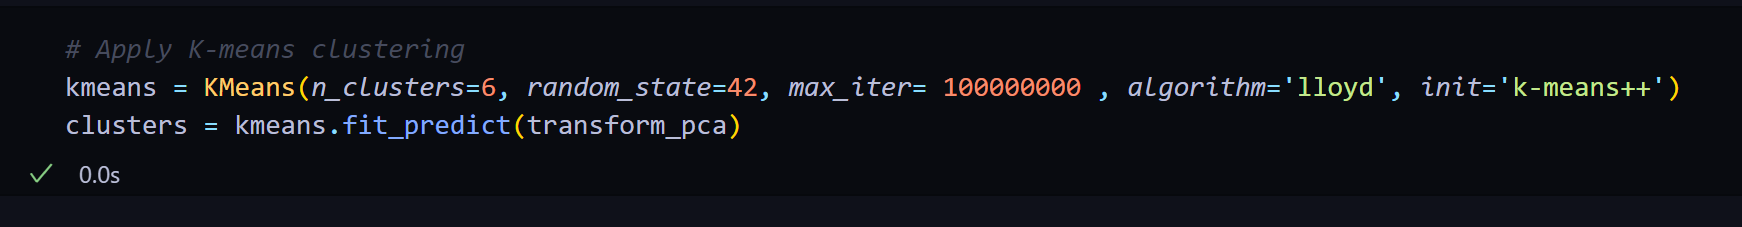 # Apply K-means clustering
kmeans = KMeans(n_clusters=6, random_state=42, max_iter= 100000000 , algorithm='lloyd', init='k-means++')
clusters = kmeans.fit_predict(transform_pca)
0.0s